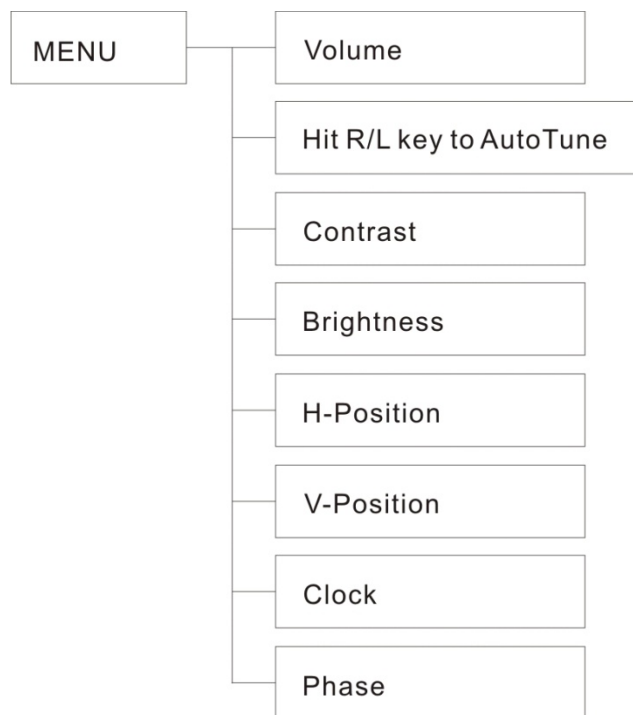 MENU
Volume
Hit R/L key to AutoTune
Contrast
Brightness
H-Position
V-Position
Clock
Phase